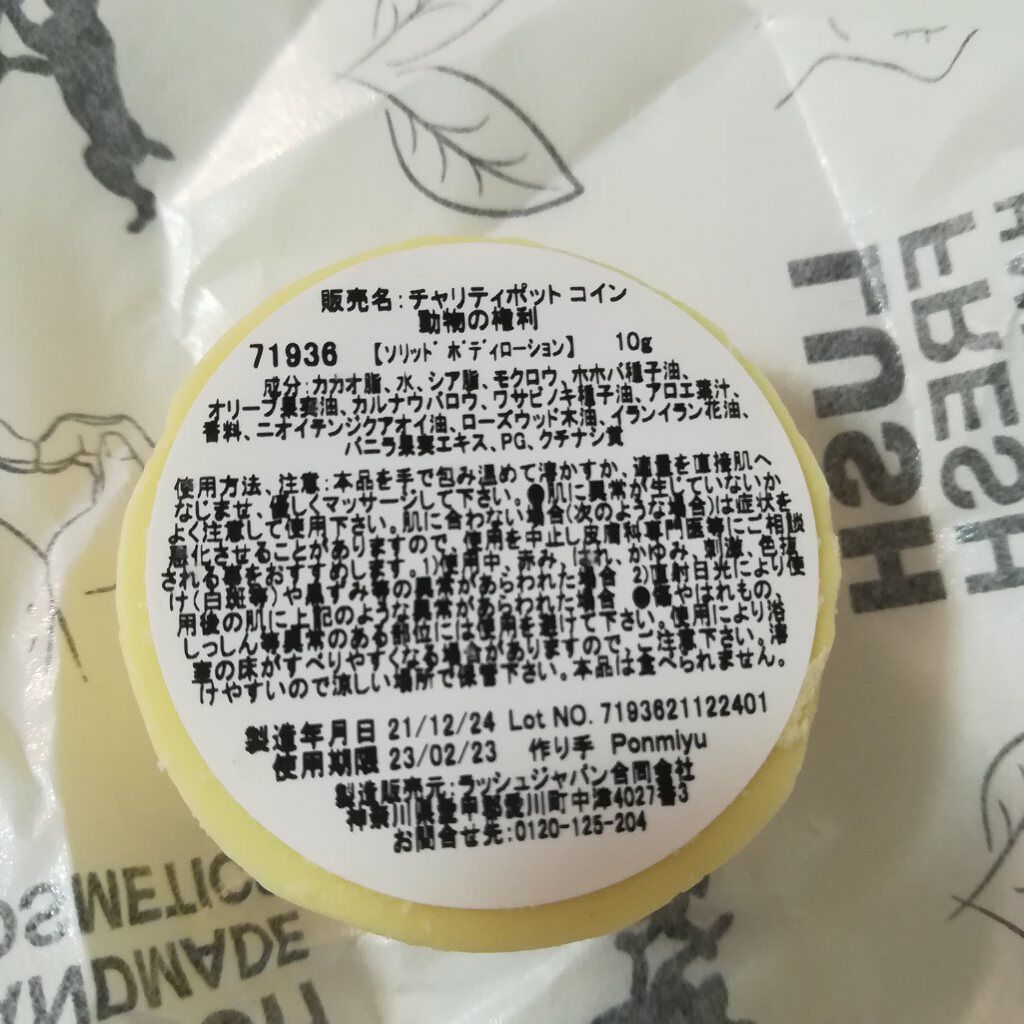 販売名：チャリティポット コイン
動物の権利
71936 【ソリッド ボディローション】 10g
成分：カカオ脂、水、シア脂、モクロウ、ホホバ種子油、
オリーブ果実油、カルナウバロウ、ワサビノキ種子油、アロエ葉汁、
香料、ニオイテンジクアオイ油、ローズウッド木油、イランイラン花油、
バニラ果実エキス、PG、クチナシ黄
使用方法、注意：本品を手で包み温めて溶かすか、適量を直接肌へ
なじませ、優しくマッサージして下さい。●肌に異常が生じていないか
よく注意して使用下さい。肌に合わない場合(次のような場合)は症状を
悪化させることがありますので、使用を中止し皮膚科専門医等にご相談
される事をおすすめします。1)使用中、赤み、はれ、かゆみ、刺激、色抜
け(白斑等)や黒ずみ等の異常があらわれた場合 2)直射日光により使
用後の肌に上記のような異常があらわれた場合 ●傷やはれもの、
しっしん等異常のある部位には使用を避けて下さい。使用により浴
室の床がすべりやすくなる場合がありますので、ご注意下さい。溶
けやすいので涼しい場所で保管下さい。本品は食べられません。
製造年月日 21/12/24 Lot NO. 7193621122401
使用期限 23/02/23 作り手 Ponmiyu
製造販売元：ラッシュジャパン合同会社
神奈川県愛甲郡愛川町中津4027番3
お問合せ先：0120-125-204
FRESH
LUSH
COSMETICS
HANDMADE